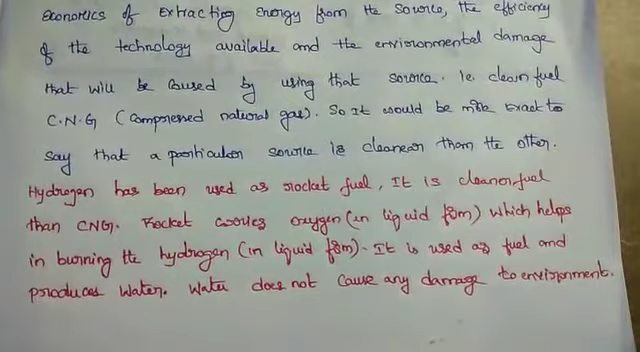 economics of extracting energy from the source, the efficiency
of the technology available and the environmental damage
that will be caused by using that source. ie. clean fuel
C.N.G (compressed natural gas). So it would be more exact to
say that a particular source is cleaner than the other.
Hydrogen has been used as rocket fuel, It is cleaner fuel
than CNG. Rocket carries oxygen (in liquid form) which helps
in burning the hydrogen (in liquid form). It is used as fuel and
produces water. Water does not cause any damage to environment.